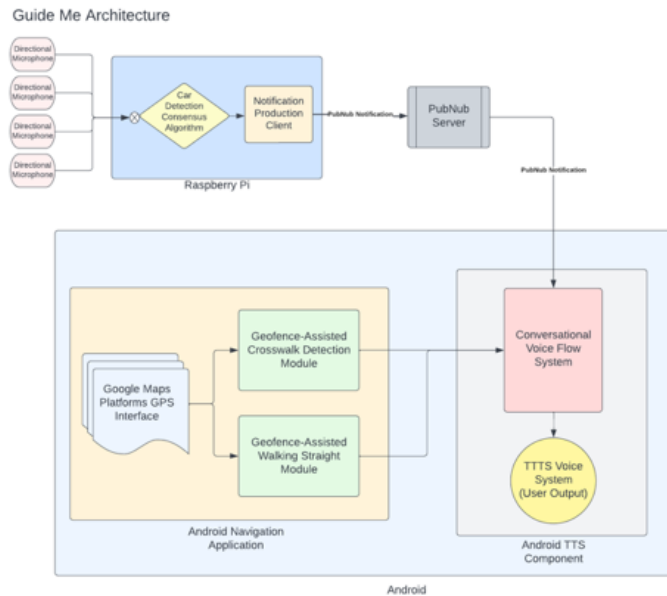 Guide Me Architecture
Directional
Microphone
Directional
Microphone
Directional
Microphone
Directional
Microphone
Car
Detection
Consensus
Algorithm
Notification
Production
Client
Raspberry Pi
PubNub Notification
PubNub
Server
PubNub Notification
Google Maps
Platforms GPS
Interface
Geofence-Assisted
Crosswalk Detection
Module
Geofence-Assisted
Walking Straight
Module
Android Navigation
Application
Conversational
Voice Flow
System
TTTS Voice
System
(User Output)
Android TTS
Component
Android